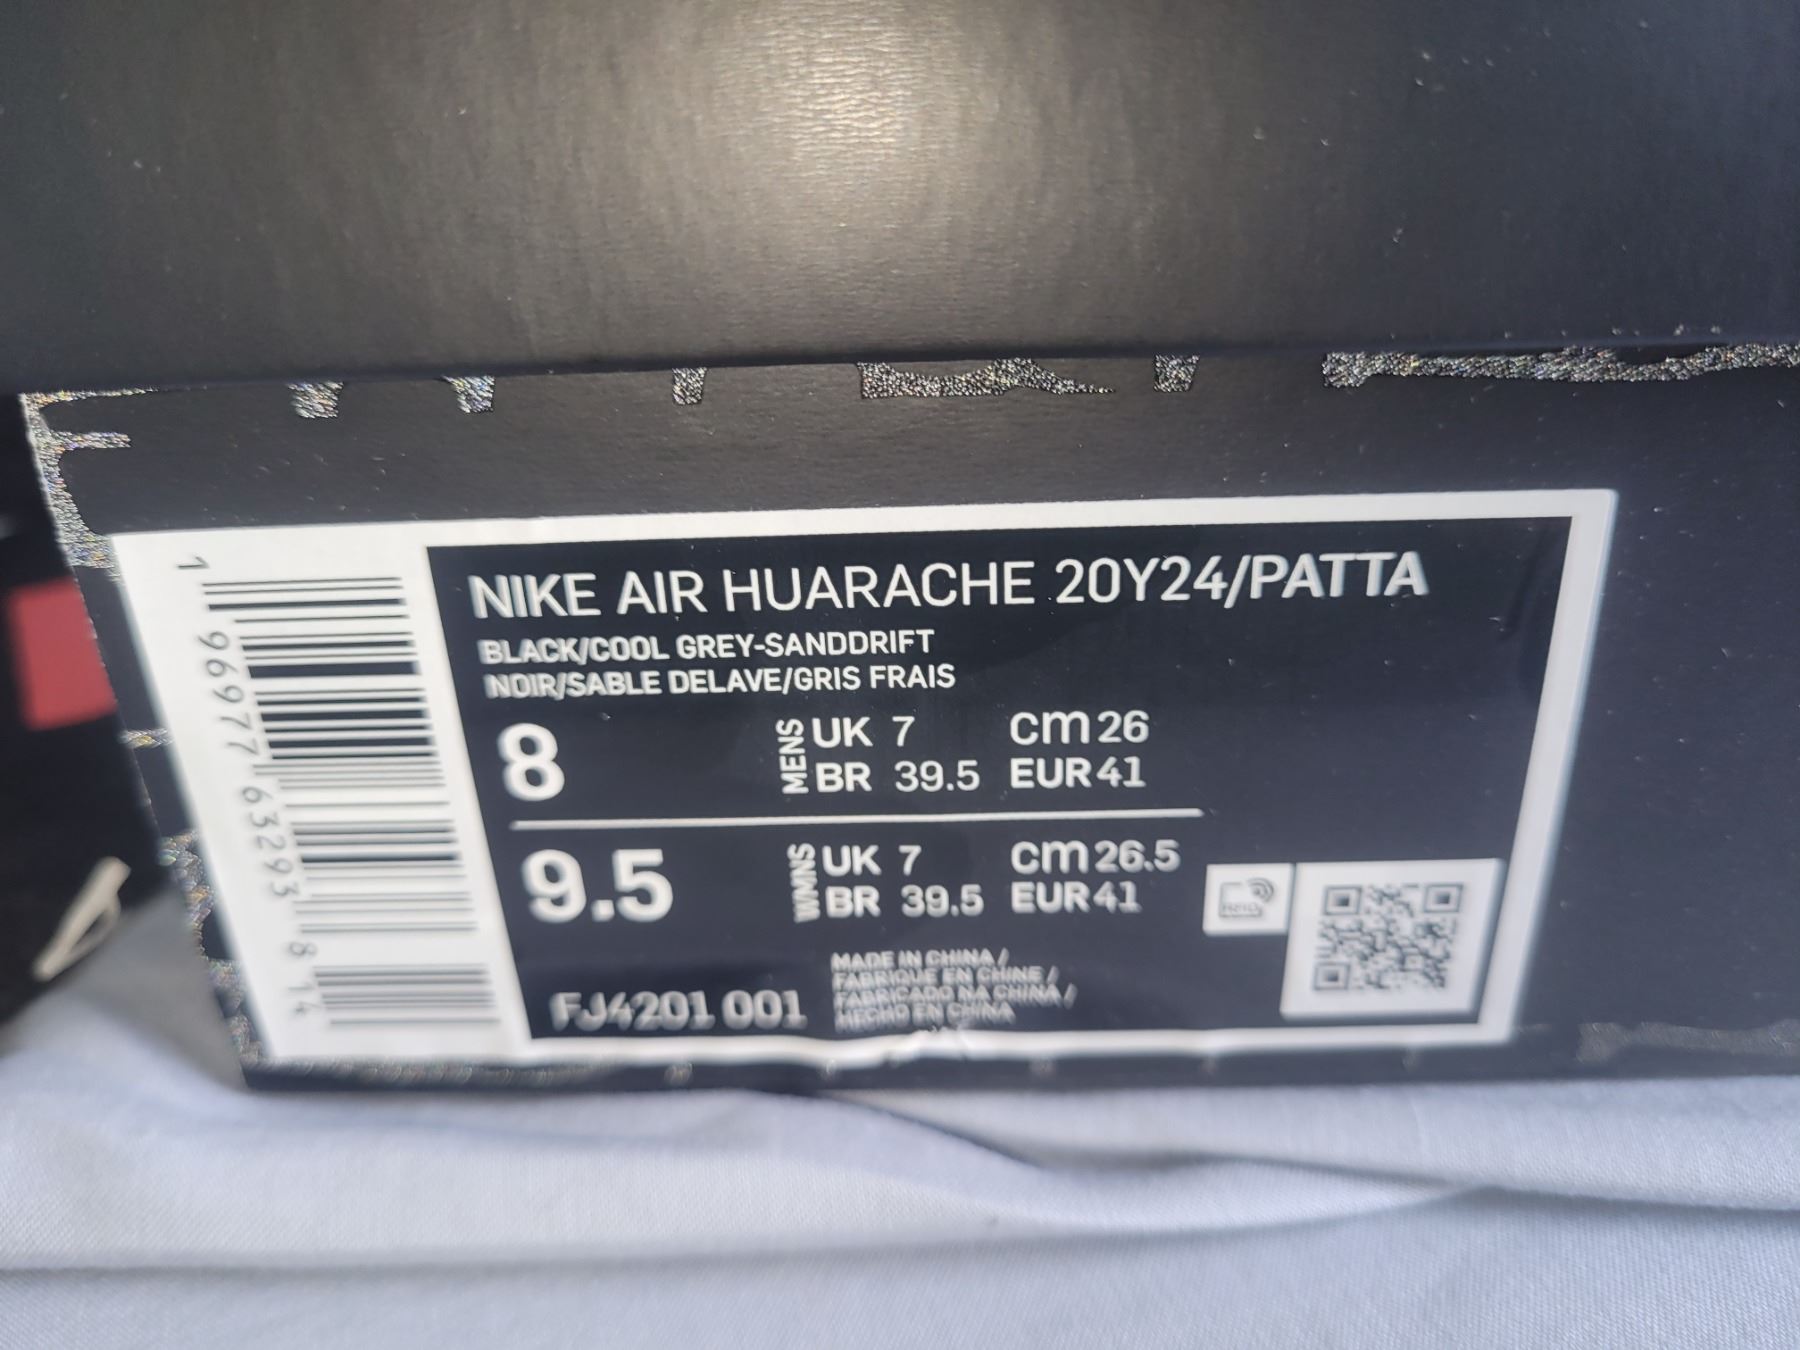 NIKE AIR HUARACHE 20Y24/PATTA
BLACK/COOL GREY-SANDDRIFT
NOIR/SABLE DELAVE/GRIS FRAIS
8
MENS
UK 7 cm 26
BR 39.5 EUR 41
9.5
WMNS
UK 7 cm 26.5
BR 39.5 EUR 41
FJ4201 001
MADE IN CHINA /
FABRIQUE EN CHINE /
FABRICADO NA CHINA /
HECHO EN CHINA
1 96977 63293 8 14